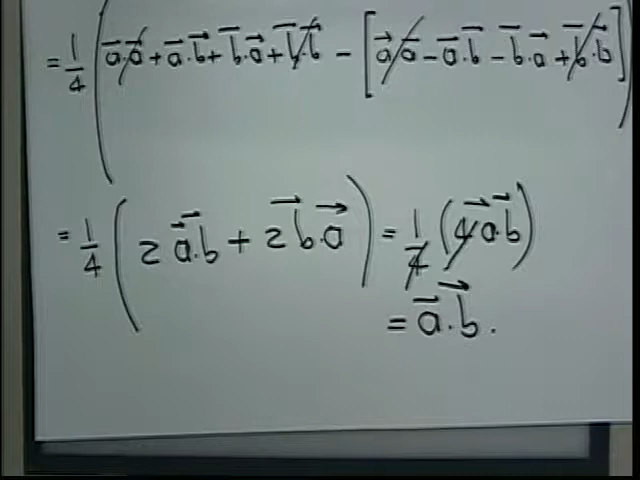 = 1/4 ( a⃗.a⃗ + a⃗.b⃗ + b⃗.a⃗ + b⃗.b⃗ - [ a⃗.a⃗ - a⃗.b⃗ - b⃗.a⃗ + b⃗.b⃗ ] )
= 1/4 ( 2 a⃗.b⃗ + 2 b⃗.a⃗ ) = 1/4 ( 4 a⃗.b⃗ )
= a⃗.b⃗.